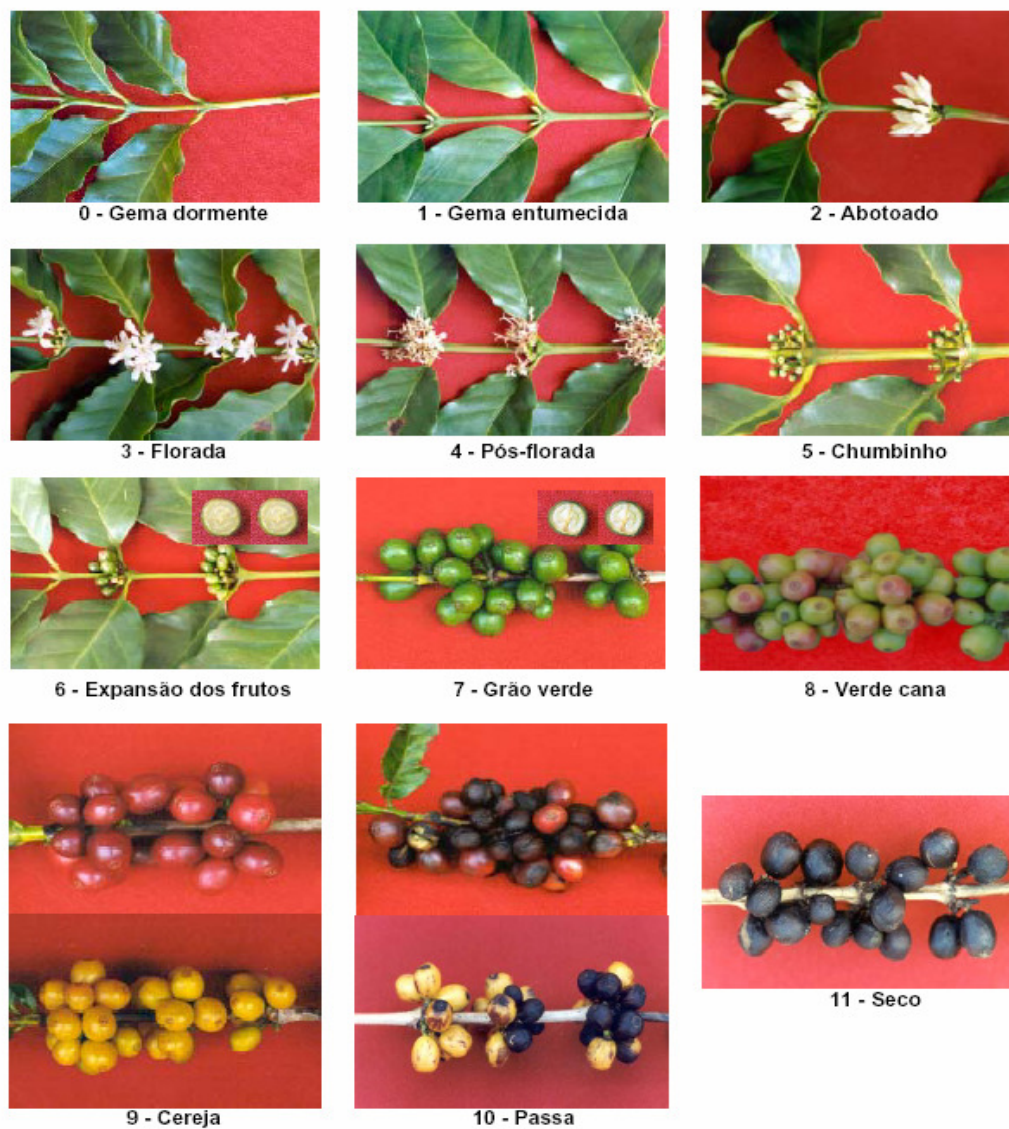 0 - Gema dormente
1 - Gema entumecida
2 - Abotoado
3 - Florada
4 - Pós-florada
5 - Chumbinho
6 - Expansão dos frutos
7 - Grão verde
8 - Verde cana
9 - Cereja
10 - Passa
11 - Seco